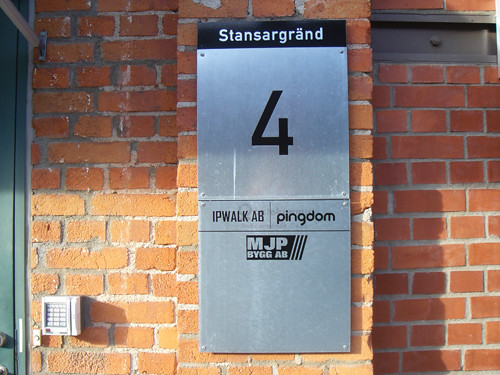 Stansargränd
4
IPWALK AB pingdom
MJP
BYGG AB